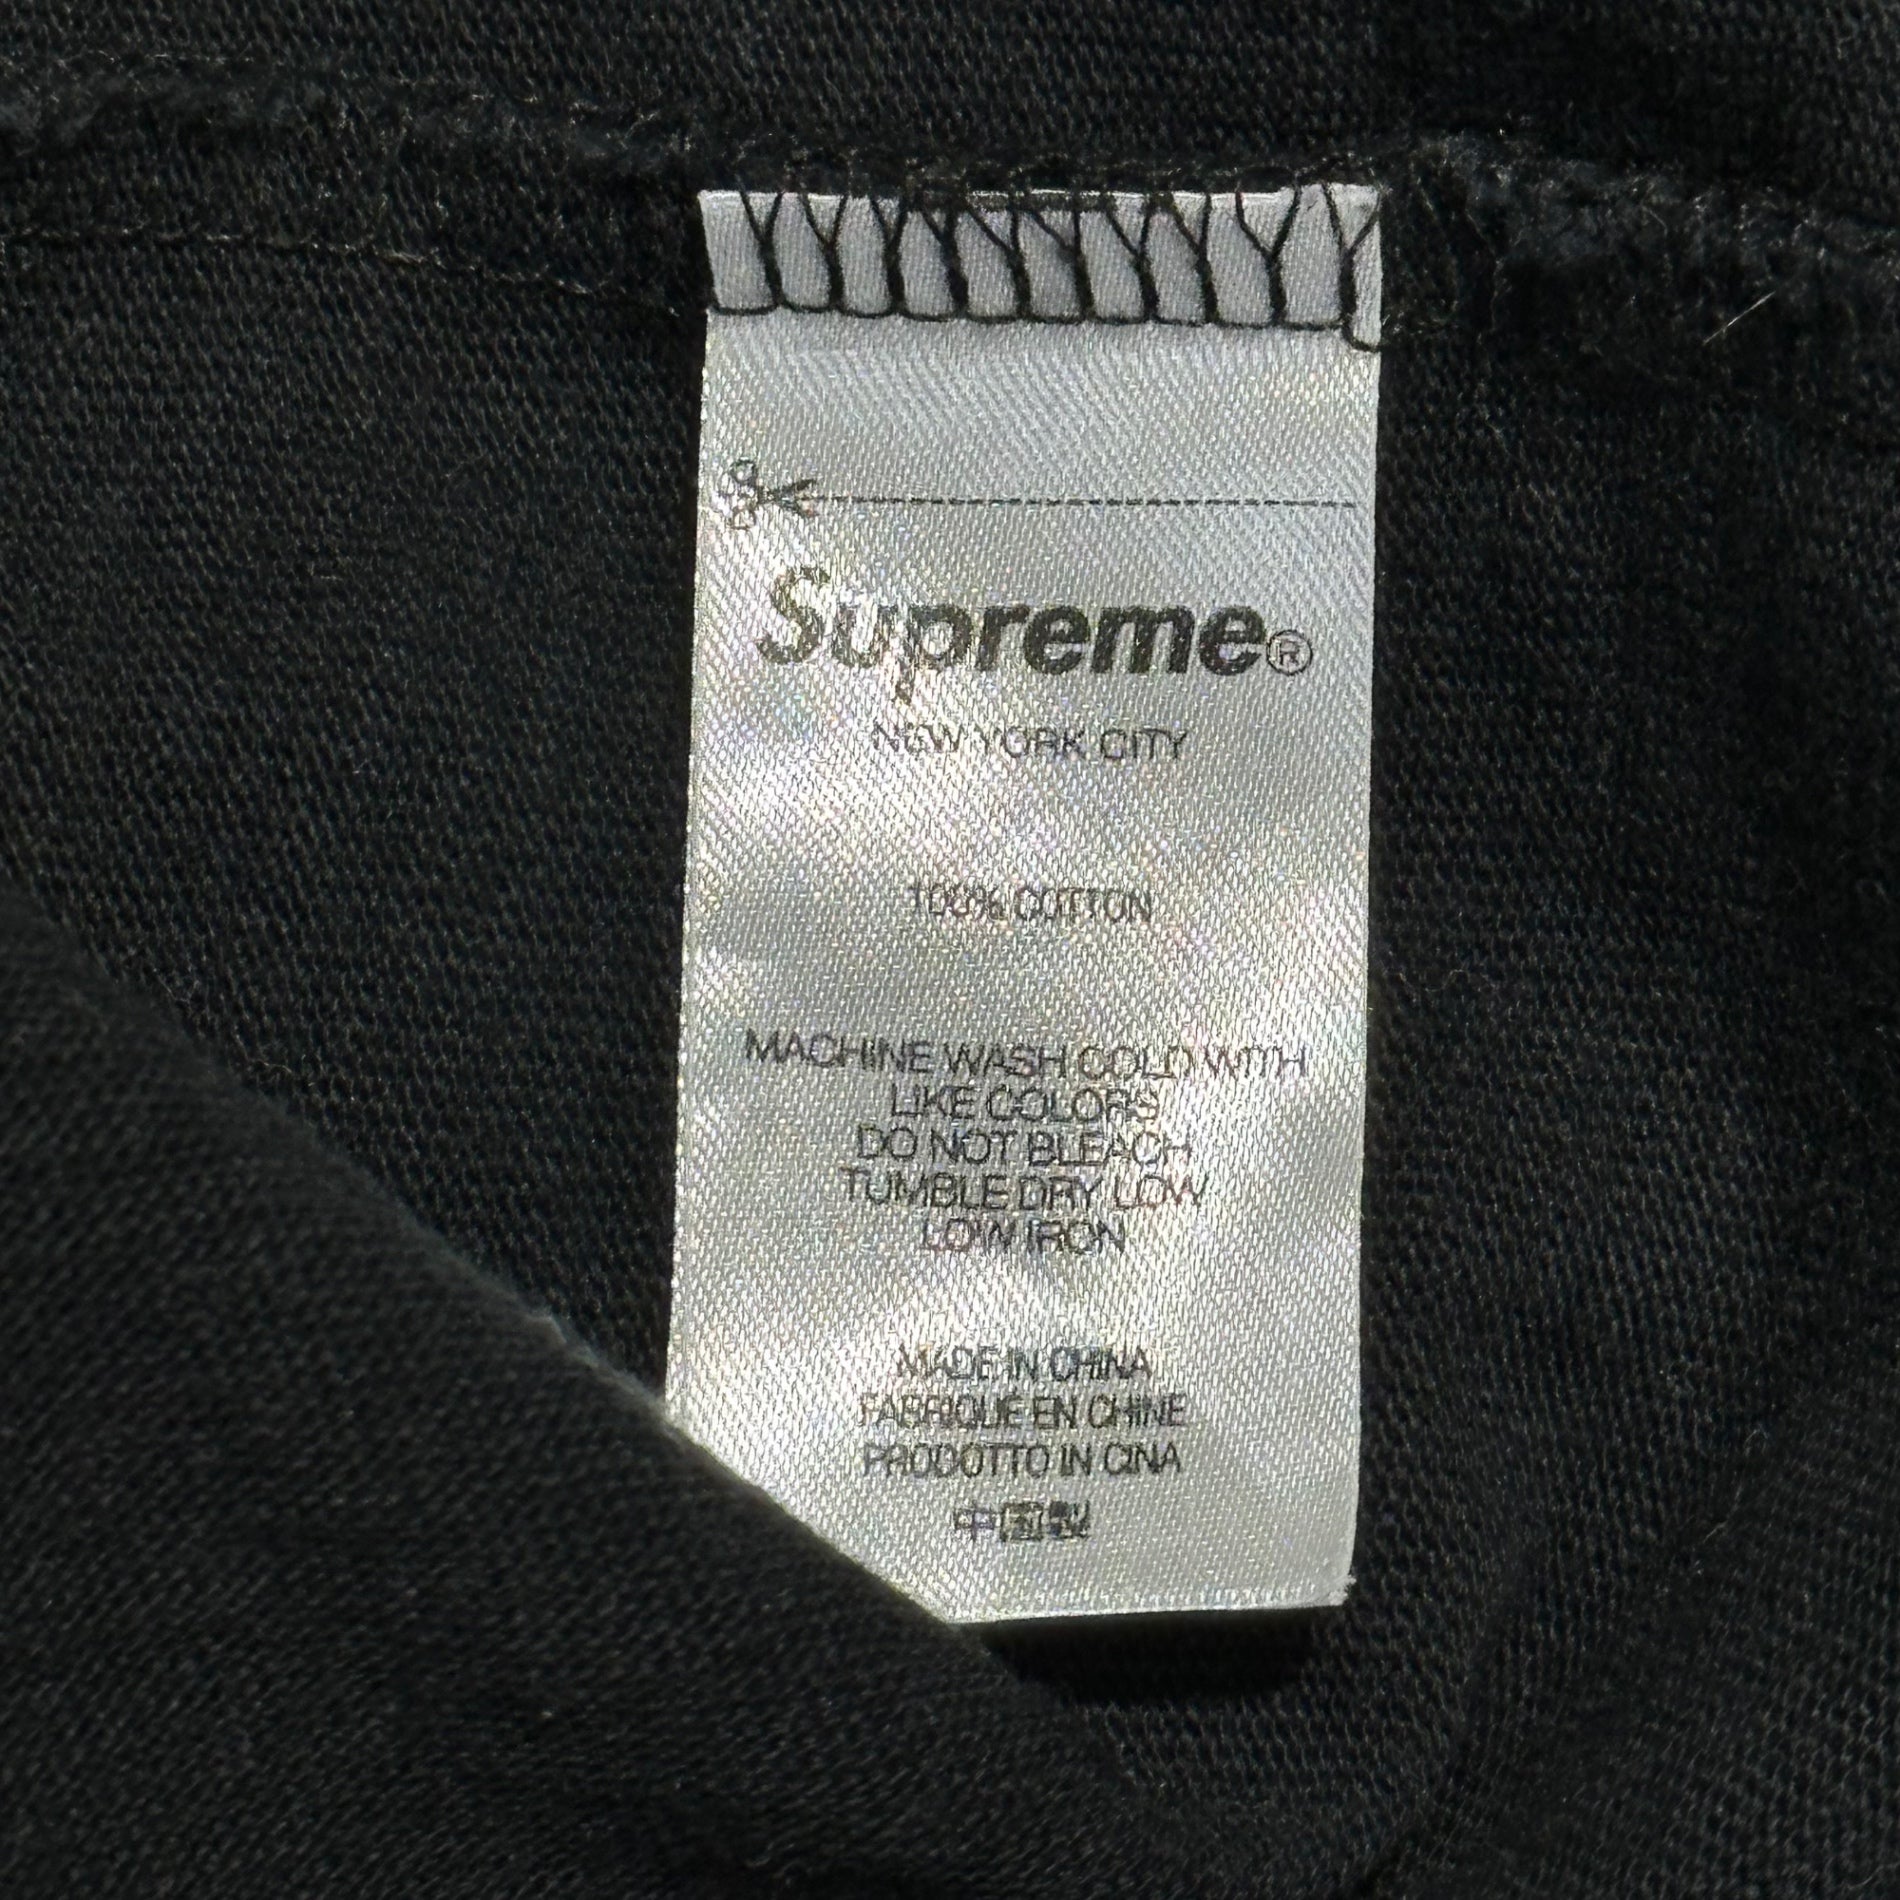 Supreme®
NEW YORK CITY
100% COTTON
MACHINE WASH COLD WITH
LIKE COLORS
DO NOT BLEACH
TUMBLE DRY LOW
LOW IRON
MADE IN CHINA
FABRIQUÉ EN CHINE
PRODOTTO IN CINA
中国製